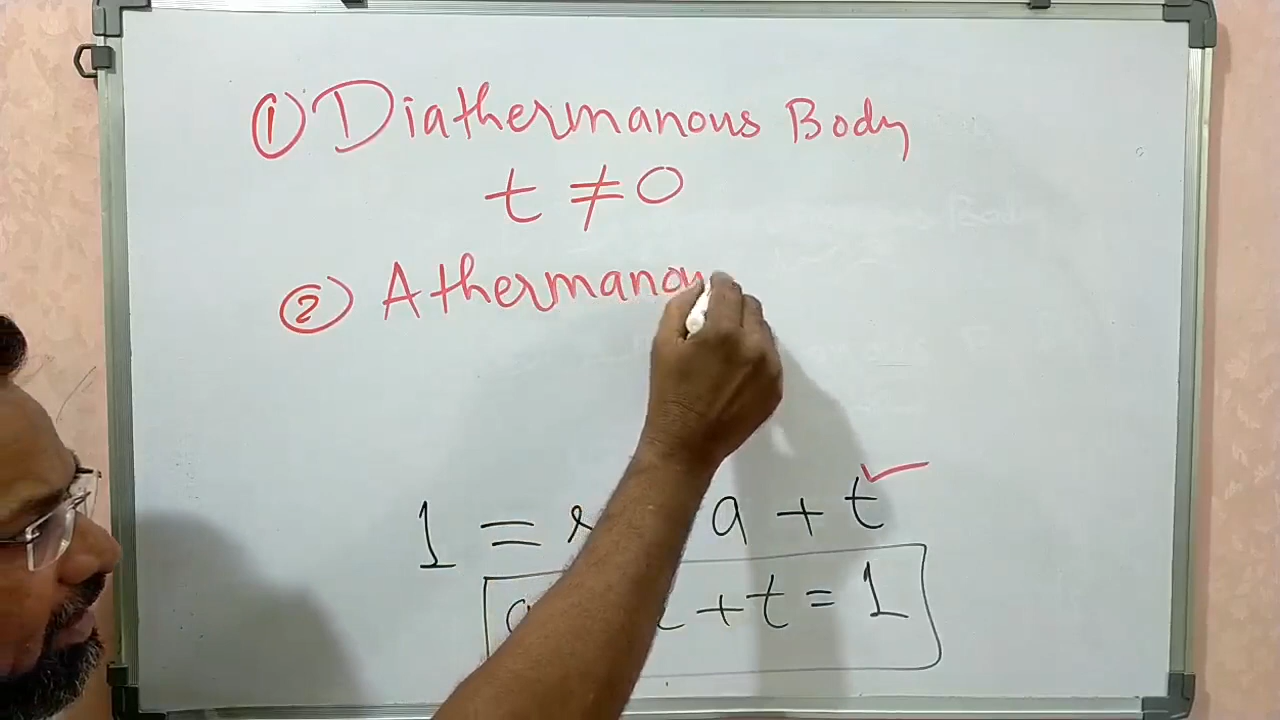 ① Diathermanous Body
t ≠ 0
② Athermanou
1 = r a + t
+ t = 1